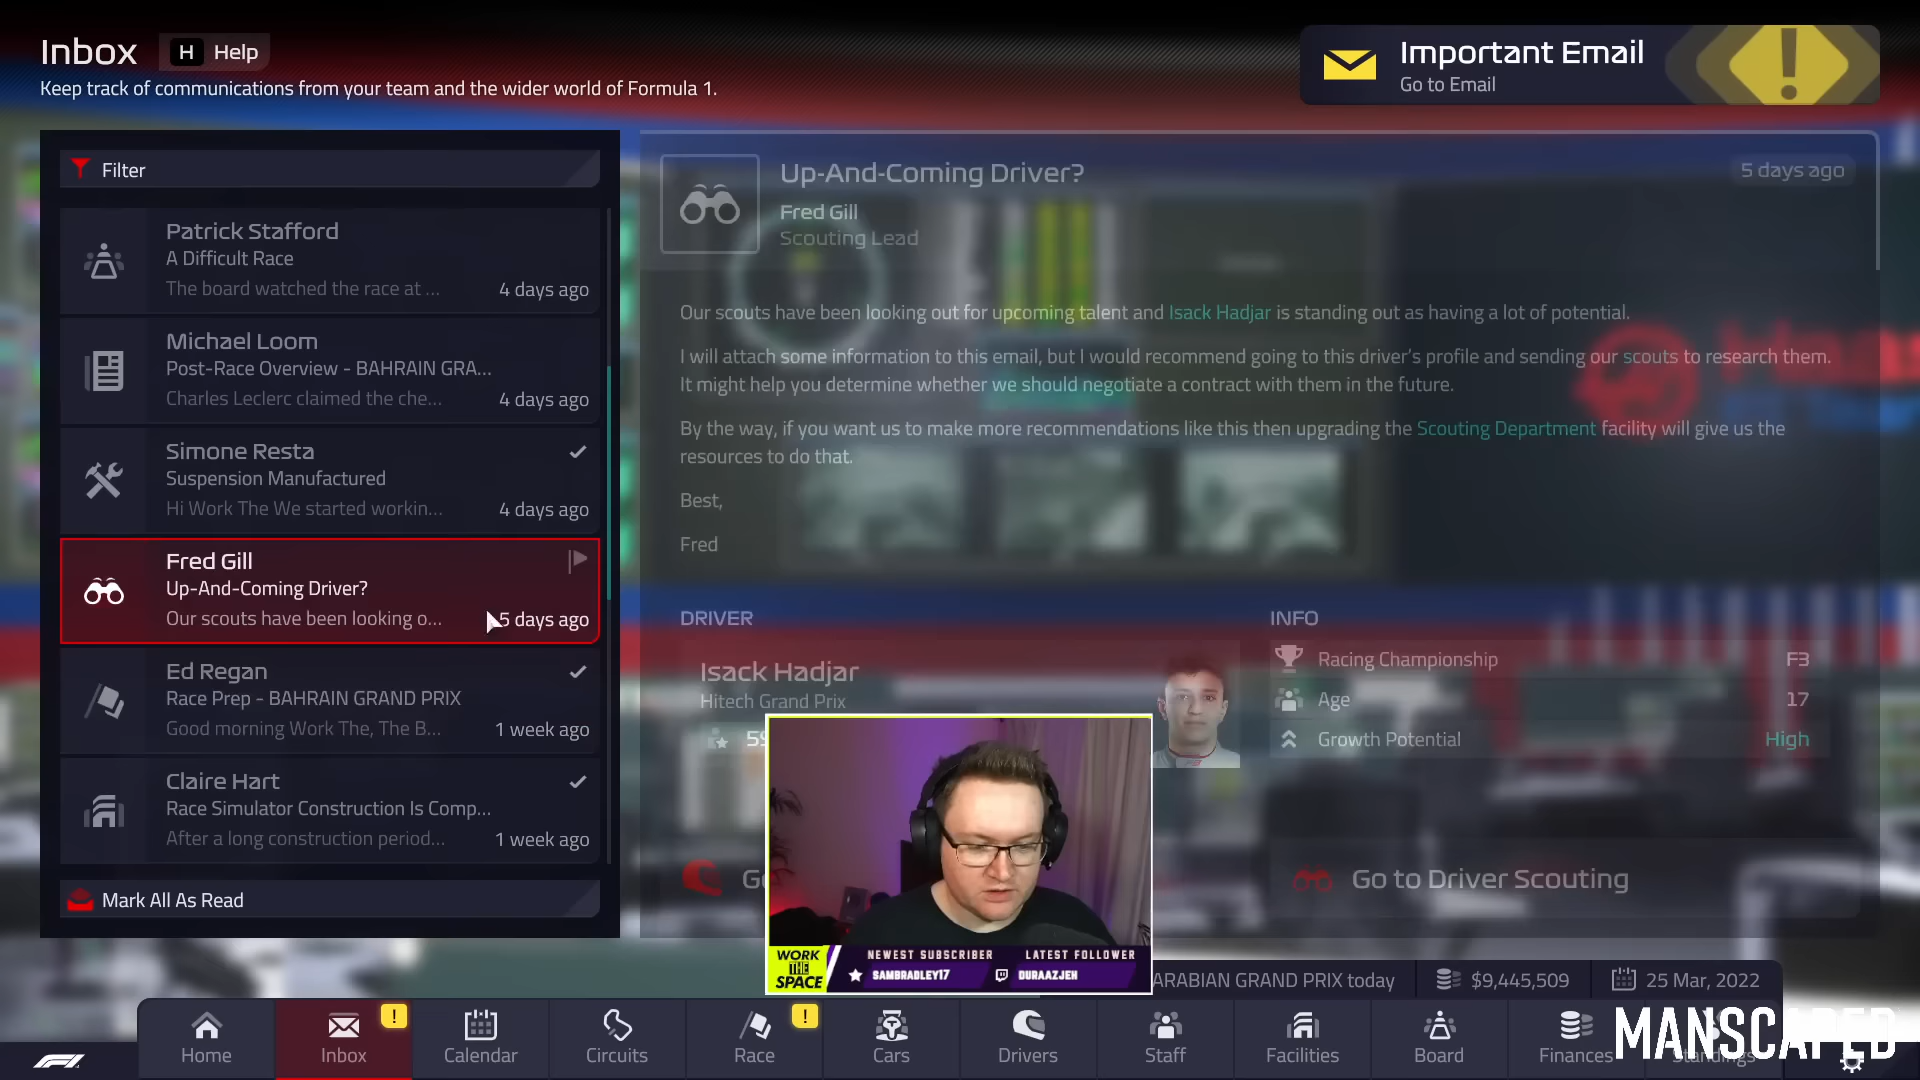 Inbox
H Help
Keep track of communications from your team and the wider world of Formula 1.
Important Email
Go to Email
Filter
Patrick Stafford
A Difficult Race
The board watched the race at ...
4 days ago
Michael Loom
Post-Race Overview - BAHRAIN GRA...
Charles Leclerc claimed the che...
4 days ago
Simone Resta
Suspension Manufactured
Hi Work The We started workin...
4 days ago
Fred Gill
Up-And-Coming Driver?
Our scouts have been looking o...
5 days ago
Ed Regan
Race Prep - BAHRAIN GRAND PRIX
Good morning Work The, The B...
1 week ago
Claire Hart
Race Simulator Construction Is Comp...
After a long construction period...
1 week ago
Mark All As Read
Up-And-Coming Driver?
5 days ago
Fred Gill
Scouting Lead
Our scouts have been looking out for upcoming talent and Isack Hadjar is standing out as having a lot of potential.
I will attach some information to this email, but I would recommend going to this driver's profile and sending our scouts to research them.
It might help you determine whether we should negotiate a contract with them in the future.
By the way, if you want us to make more recommendations like this then upgrading the Scouting Department facility will give us the
resources to do that.
Best,
Fred
DRIVER
Isack Hadjar
Hitech Grand Prix
INFO
Racing Championship F3
Age 17
Growth Potential High
Go to Driver Scouting
WORK
THE
SPACE
NEWEST SUBSCRIBER
SAMBRADLEY17
LATEST FOLLOWER
DURAAZJEH
ARABIAN GRAND PRIX today
$9,445,509
25 Mar, 2022
Home
Inbox
!
Calendar
Circuits
Race
!
Cars
Drivers
Staff
Facilities
Board
Finances
Standings
MANSCAPED